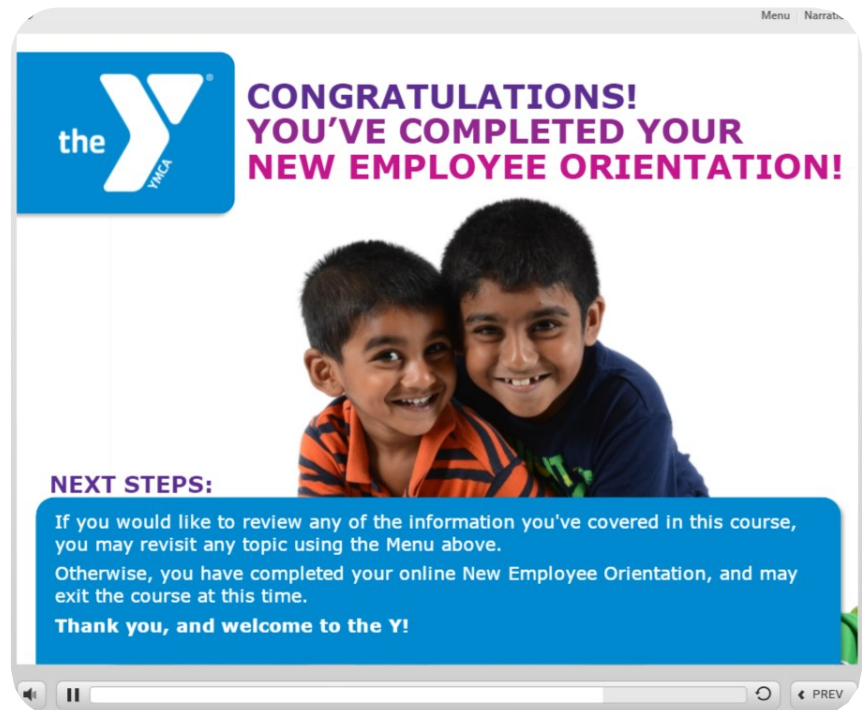 Menu
the
YMCA
®
CONGRATULATIONS!
YOU’VE COMPLETED YOUR
NEW EMPLOYEE ORIENTATION!
NEXT STEPS:
If you would like to review any of the information you've covered in this course,
you may revisit any topic using the Menu above.
Otherwise, you have completed your online New Employee Orientation, and may
exit the course at this time.
Thank you, and welcome to the Y!
PREV